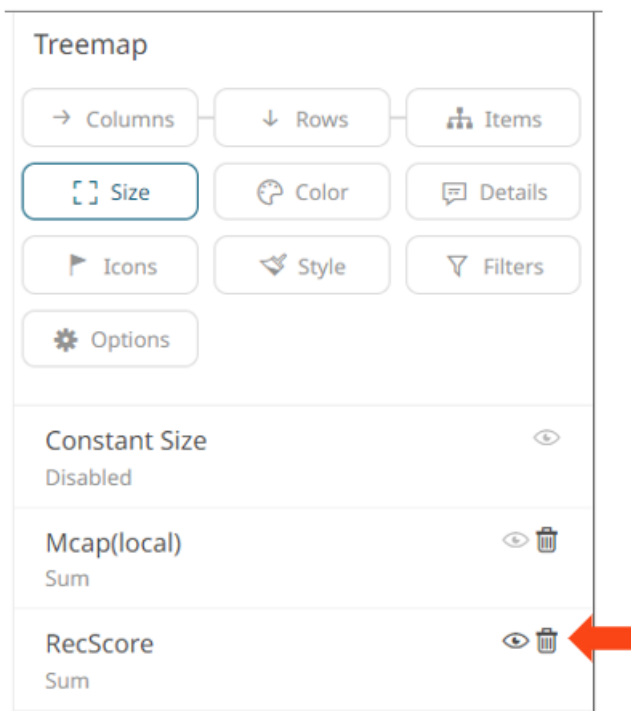 Treemap
Columns Rows Items
Size Color Details
Icons Style Filters
Options
Constant Size
Disabled
Mcap(local)
Sum
RecScore
Sum